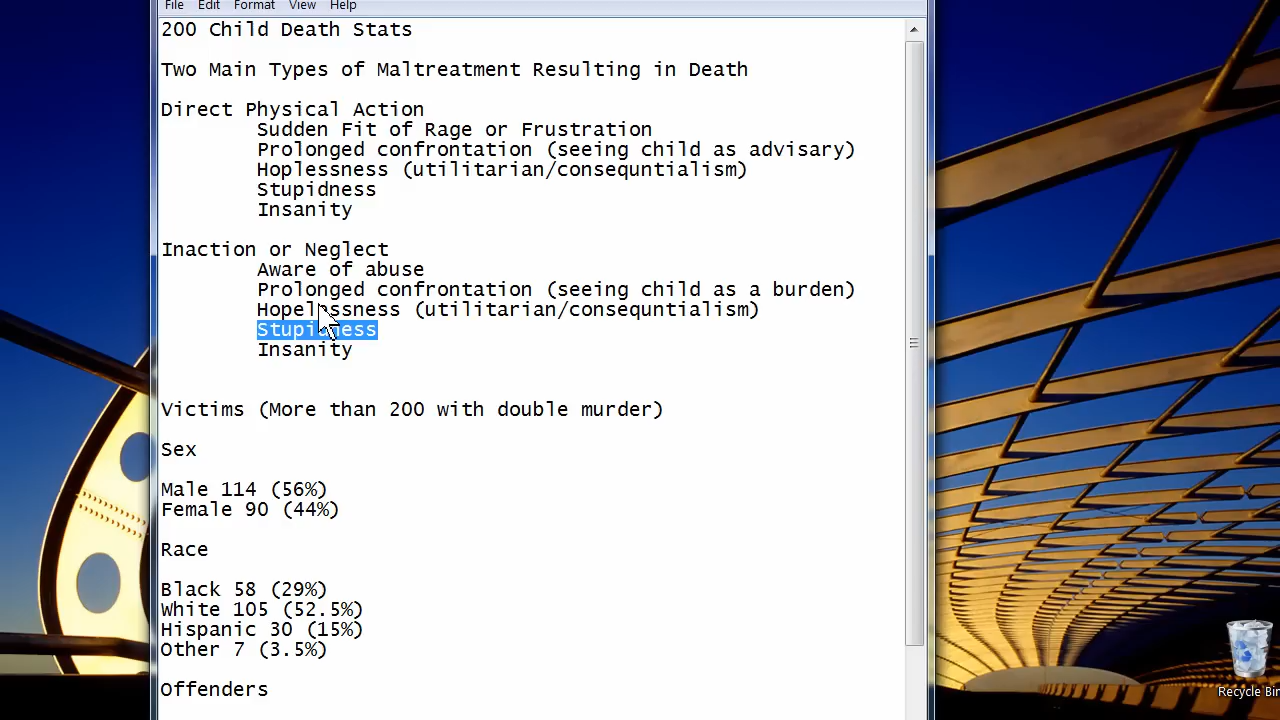 File Edit Format View Help
200 Child Death Stats
Two Main Types of Maltreatment Resulting in Death
Direct Physical Action
Sudden Fit of Rage or Frustration
Prolonged confrontation (seeing child as advisary)
Hoplessness (utilitarian/consequntialism)
Stupidness
Insanity
Inaction or Neglect
Aware of abuse
Prolonged confrontation (seeing child as a burden)
Hopelessness (utilitarian/consequntialism)
Stupidness
Insanity
Victims (More than 200 with double murder)
Sex
Male 114 (56%)
Female 90 (44%)
Race
Black 58 (29%)
White 105 (52.5%)
Hispanic 30 (15%)
Other 7 (3.5%)
Offenders
Recycle Bin